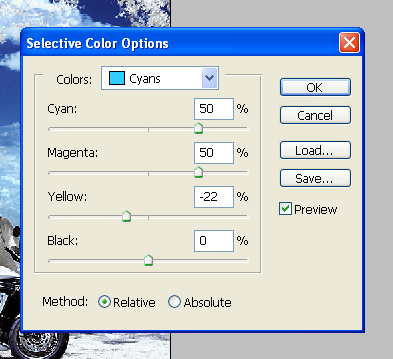 Selective Color Options
Colors: Cyans
OK
Cyan: 50 %
Cancel
Magenta: 50 %
Load...
Save...
Yellow: -22 %
Preview
Black: 0 %
Method: Relative Absolute